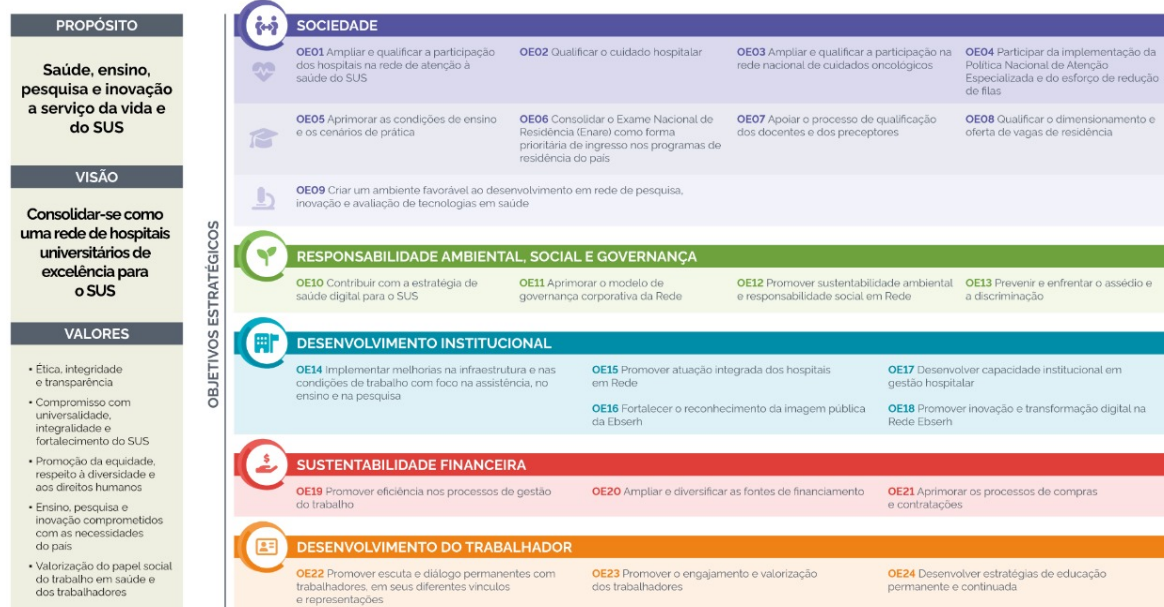 PROPÓSITO
Saúde, ensino,
pesquisa e inovação
a serviço da vida e
do SUS
VISÃO
Consolidar-se como
uma rede de hospitais
universitários de
excelência para
o SUS
VALORES
• Ética, integridade
e transparência
• Compromisso com
universalidade,
integralidade e
fortalecimento do SUS
• Promoção da equidade,
respeito à diversidade e
aos direitos humanos
• Ensino, pesquisa e
inovação comprometidos
com as necessidades
do país
• Valorização do papel social
do trabalho em saúde e
dos trabalhadores
OBJETIVOS ESTRATÉGICOS
SOCIEDADE
OE01 Ampliar e qualificar a participação
dos hospitais na rede de atenção à
saúde do SUS
OE02 Qualificar o cuidado hospitalar
OE03 Ampliar e qualificar a participação na
rede nacional de cuidados oncológicos
OE04 Participar da implementação da
Política Nacional de Atenção
Especializada e do esforço de redução
de filas
OE05 Aprimorar as condições de ensino
e os cenários de prática
OE06 Consolidar o Exame Nacional de
Residência (Enare) como forma
prioritária de ingresso nos programas de
residência do país
OE07 Apoiar o processo de qualificação
dos docentes e dos preceptores
OE08 Qualificar o dimensionamento e
oferta de vagas de residência
OE09 Criar um ambiente favorável ao desenvolvimento em rede de pesquisa,
inovação e avaliação de tecnologias em saúde
RESPONSABILIDADE AMBIENTAL, SOCIAL E GOVERNANÇA
OE10 Contribuir com a estratégia de
saúde digital para o SUS
OE11 Aprimorar o modelo de
governança corporativa da Rede
OE12 Promover sustentabilidade ambiental
e responsabilidade social em Rede
OE13 Prevenir e enfrentar o assédio e
a discriminação
DESENVOLVIMENTO INSTITUCIONAL
OE14 Implementar melhorias na infraestrutura e nas
condições de trabalho com foco na assistência, no
ensino e na pesquisa
OE15 Promover atuação integrada dos hospitais
em Rede
OE16 Fortalecer o reconhecimento da imagem pública
da Ebserh
OE17 Desenvolver capacidade institucional em
gestão hospitalar
OE18 Promover inovação e transformação digital na
Rede Ebserh
SUSTENTABILIDADE FINANCEIRA
OE19 Promover eficiência nos processos de gestão
do trabalho
OE20 Ampliar e diversificar as fontes de financiamento
OE21 Aprimorar os processos de compras
e contratações
DESENVOLVIMENTO DO TRABALHADOR
OE22 Promover escuta e diálogo permanentes com
trabalhadores, em seus diferentes vínculos
e representações
OE23 Promover o engajamento e valorização
dos trabalhadores
OE24 Desenvolver estratégias de educação
permanente e continuada